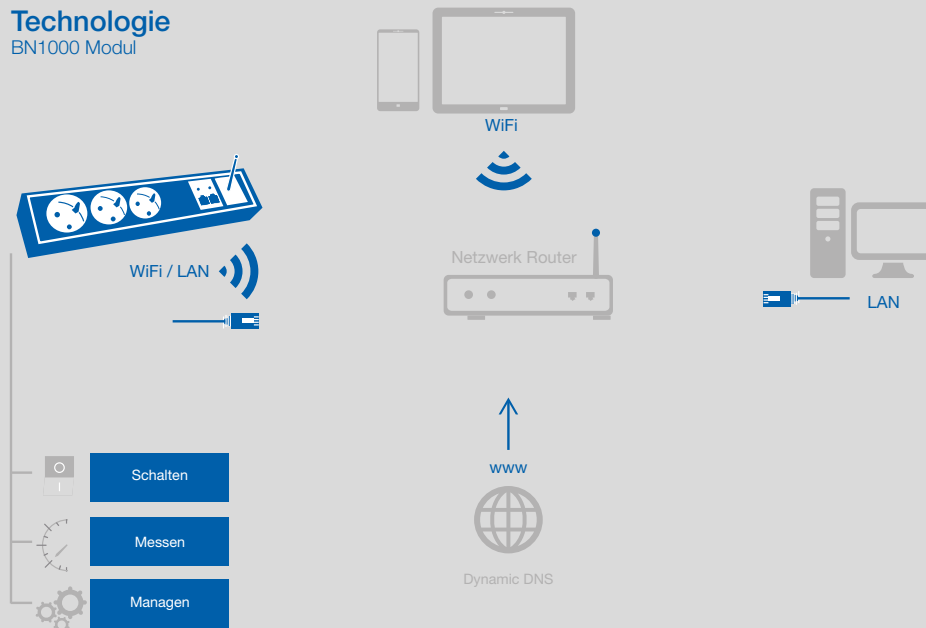 Technologie
BN1000 Modul
WiFi
WiFi / LAN
Netzwerk Router
LAN
www
Dynamic DNS
Schalten
Messen
Managen